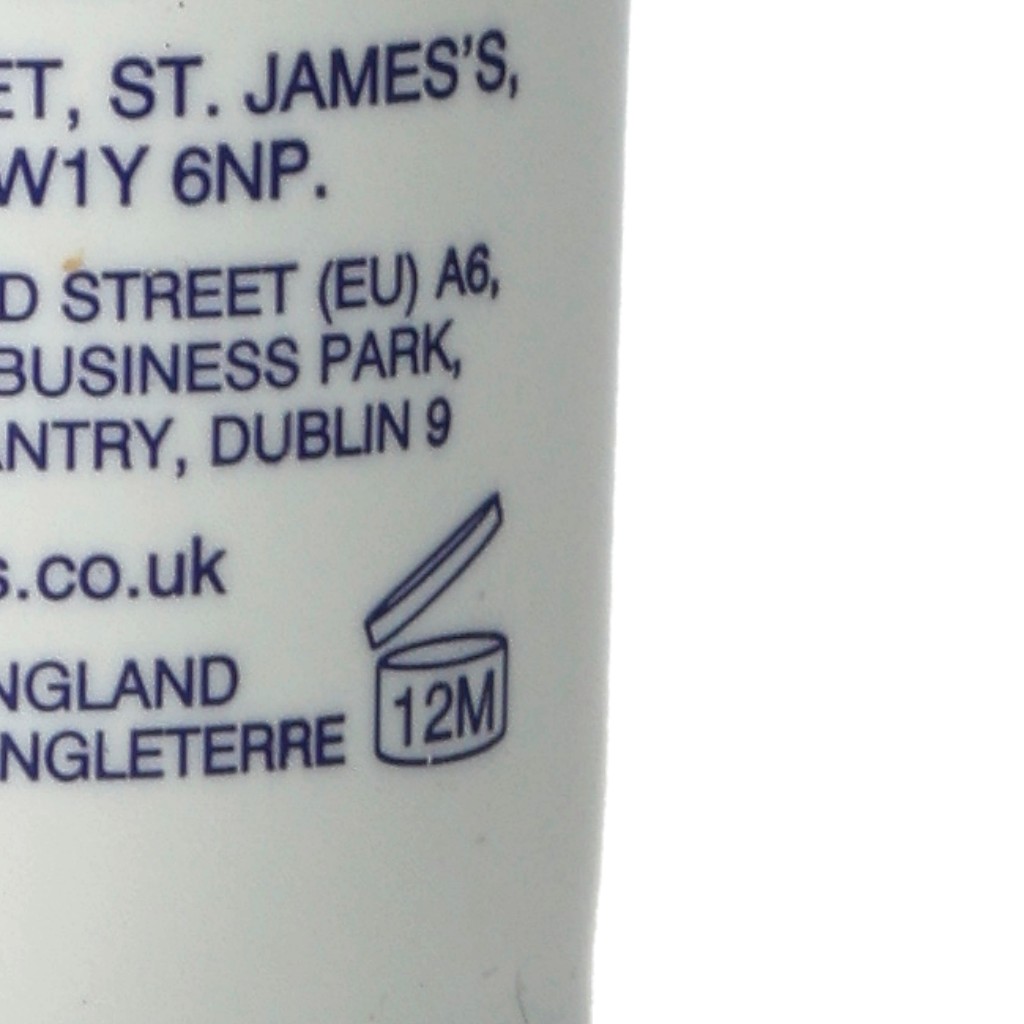 ET, ST. JAMES'S,
W1Y 6NP.
D STREET (EU) A6,
BUSINESS PARK,
ANTRY, DUBLIN 9
s.co.uk
NGLAND
NGLETERRE
12M